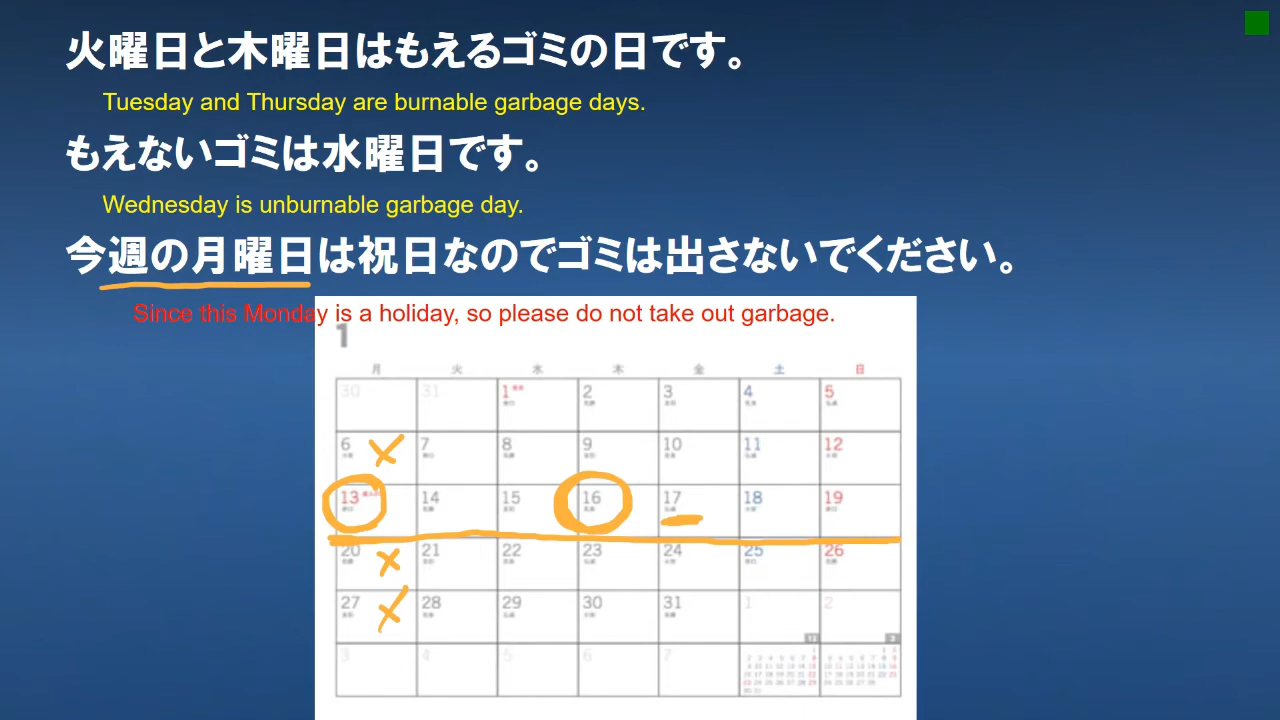 火曜日と木曜日はもえるゴミの日です。
Tuesday and Thursday are burnable garbage days.
もえないゴミは水曜日です。
Wednesday is unburnable garbage day.
今週の月曜日は祝日なのでゴミは出さないでください。
Since this Monday is a holiday, so please do not take out garbage.
1
月 火 水 木 金 土 日
30 31 1 2 3 4 5
6 7 8 9 10 11 12
13 14 15 16 17 18 19
20 21 22 23 24 25 26
27 28 29 30 31 1 2
3 4 5 6 7